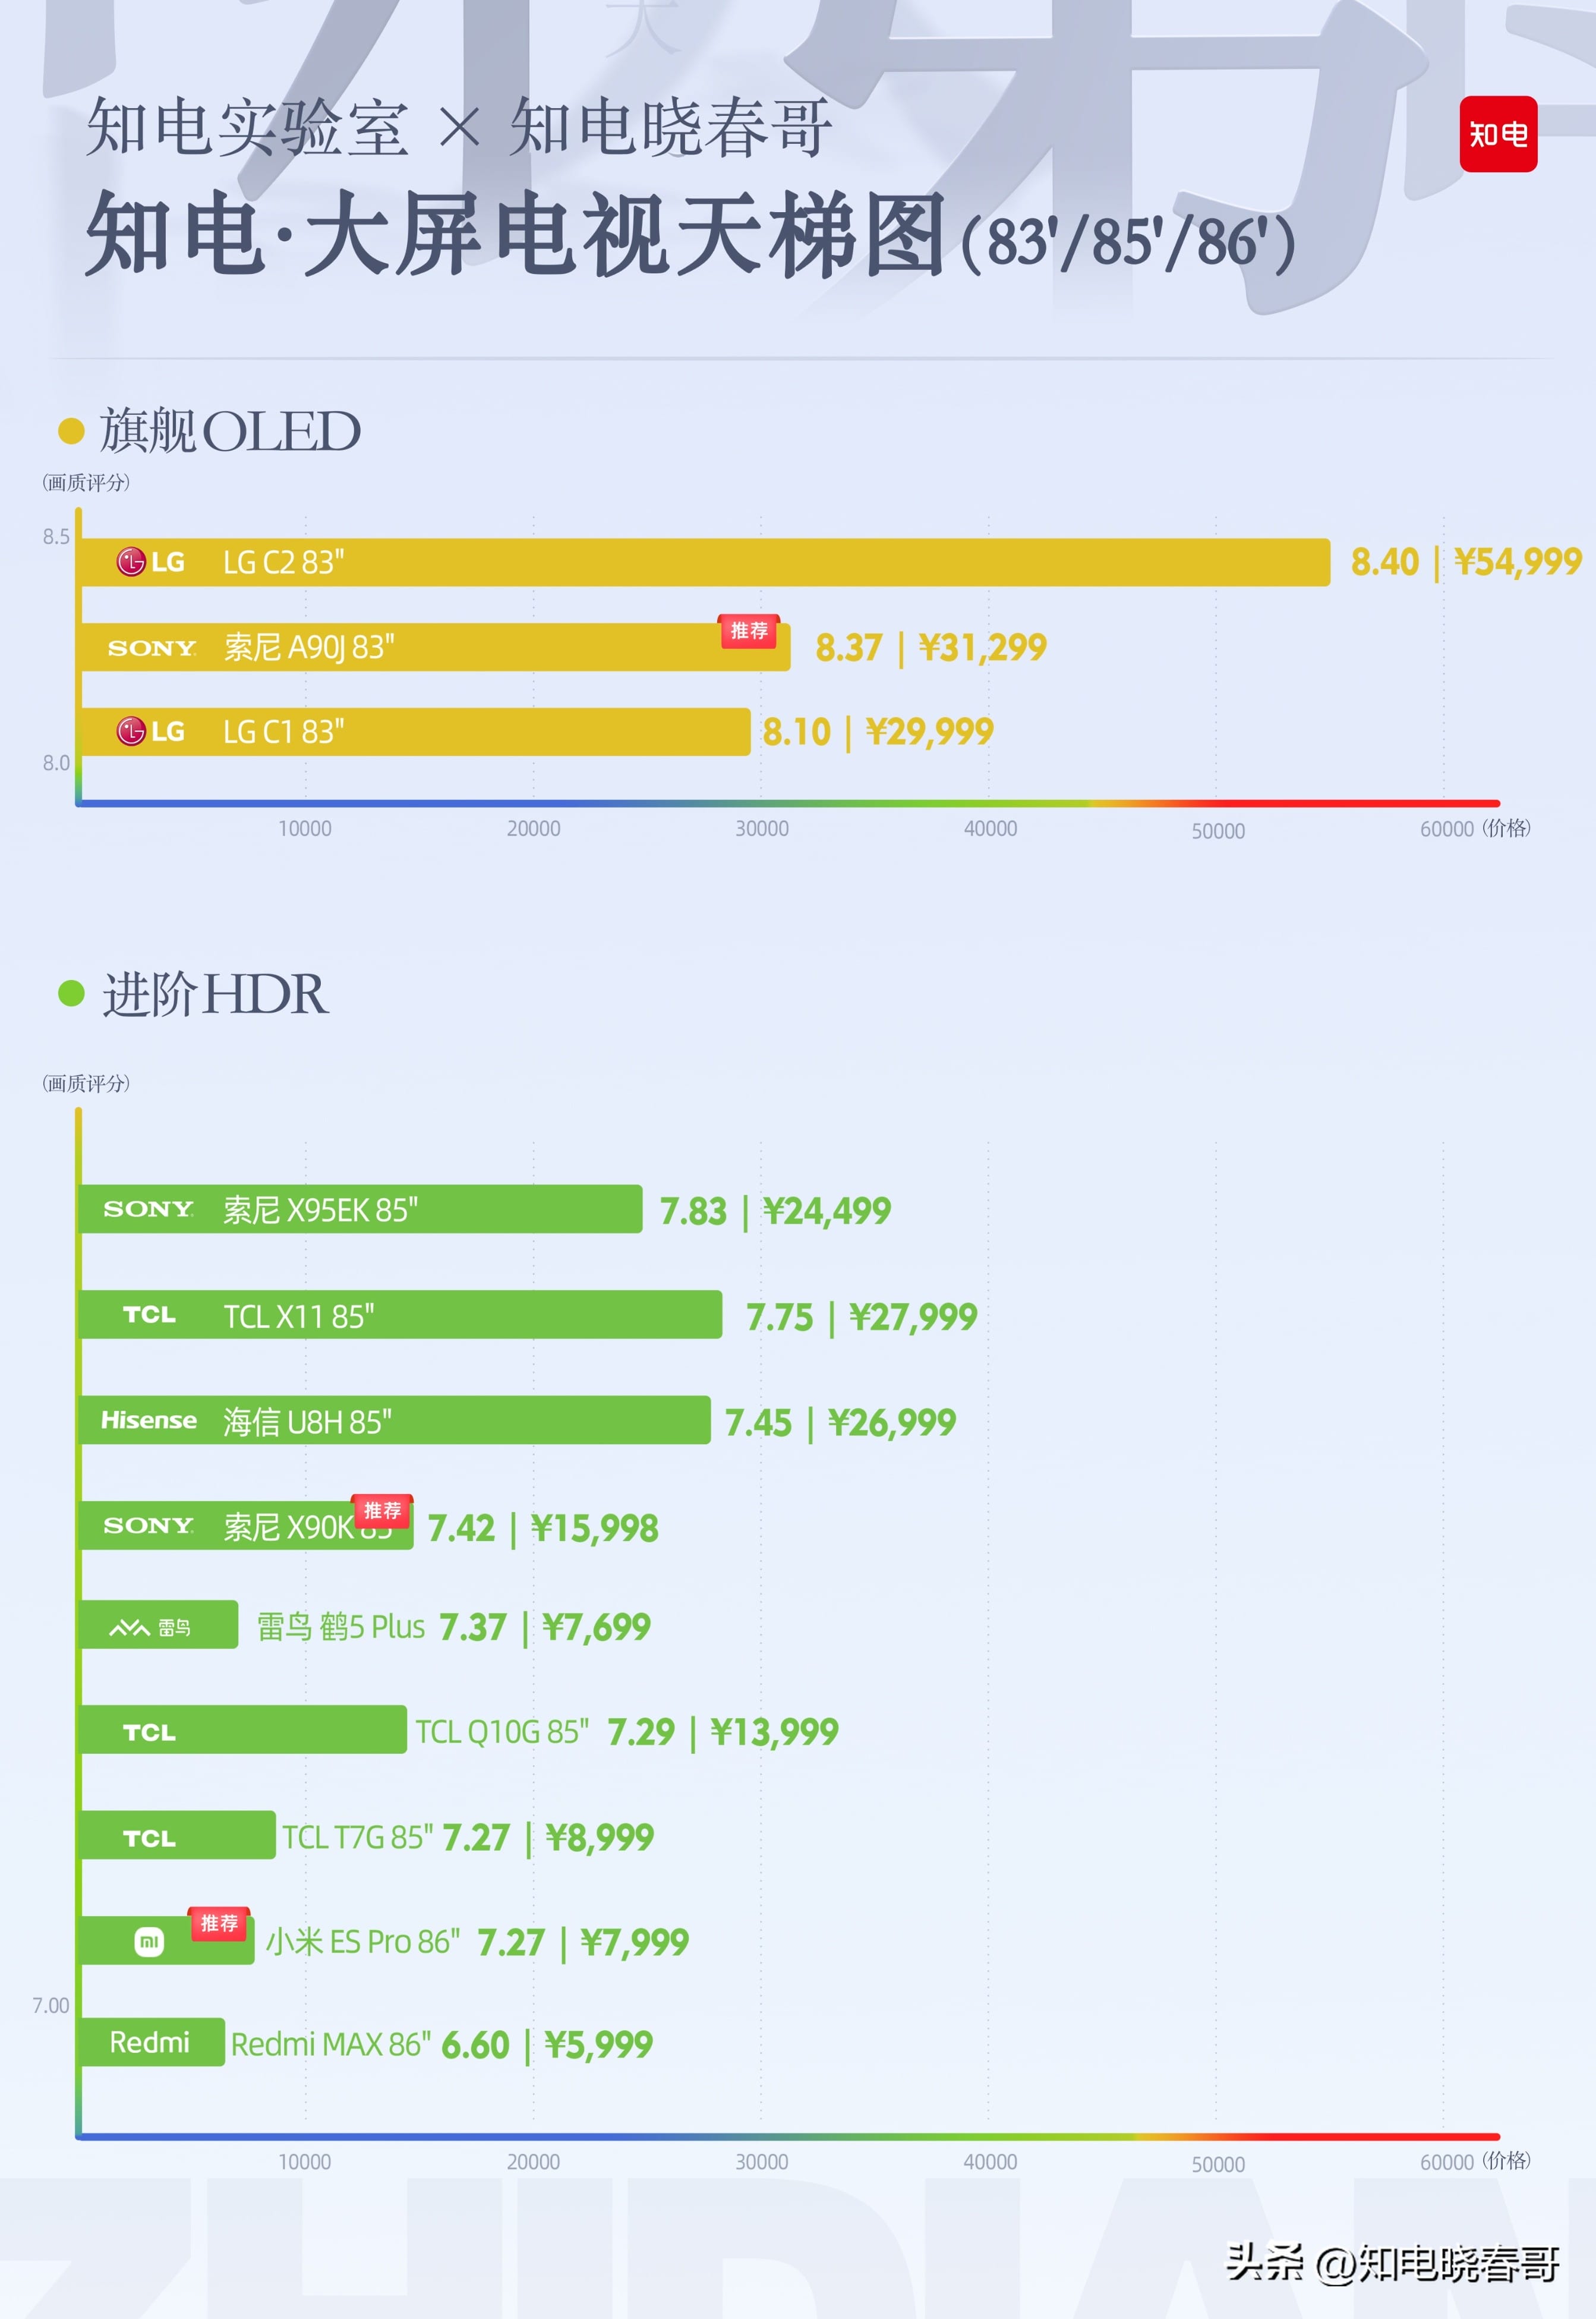 天
知电实验室 × 知电晓春哥
知电
知电·大屏电视天梯图(83'/85'/86')
旗舰OLED
(画质评分)
8.5
LG LG C2 83" 8.40 | ¥54,999
推荐
SONY 索尼 A90J 83" 8.37 | ¥31,299
LG LG C1 83" 8.10 | ¥29,999
8.0
10000 20000 30000 40000 50000 60000 (价格)
进阶HDR
(画质评分)
SONY 索尼 X95EK 85" 7.83 | ¥24,499
TCL TCL X11 85" 7.75 | ¥27,999
Hisense 海信 U8H 85" 7.45 | ¥26,999
推荐
SONY 索尼 X90K 85" 7.42 | ¥15,998
雷鸟 雷鸟 鹤5 Plus 7.37 | ¥7,699
TCL TCL Q10G 85" 7.29 | ¥13,999
TCL TCL T7G 85" 7.27 | ¥8,999
推荐
mi 小米 ES Pro 86" 7.27 | ¥7,999
7.00
Redmi Redmi MAX 86" 6.60 | ¥5,999
10000 20000 30000 40000 50000 60000 (价格)
ZHIDIAN
头条 @知电晓春哥